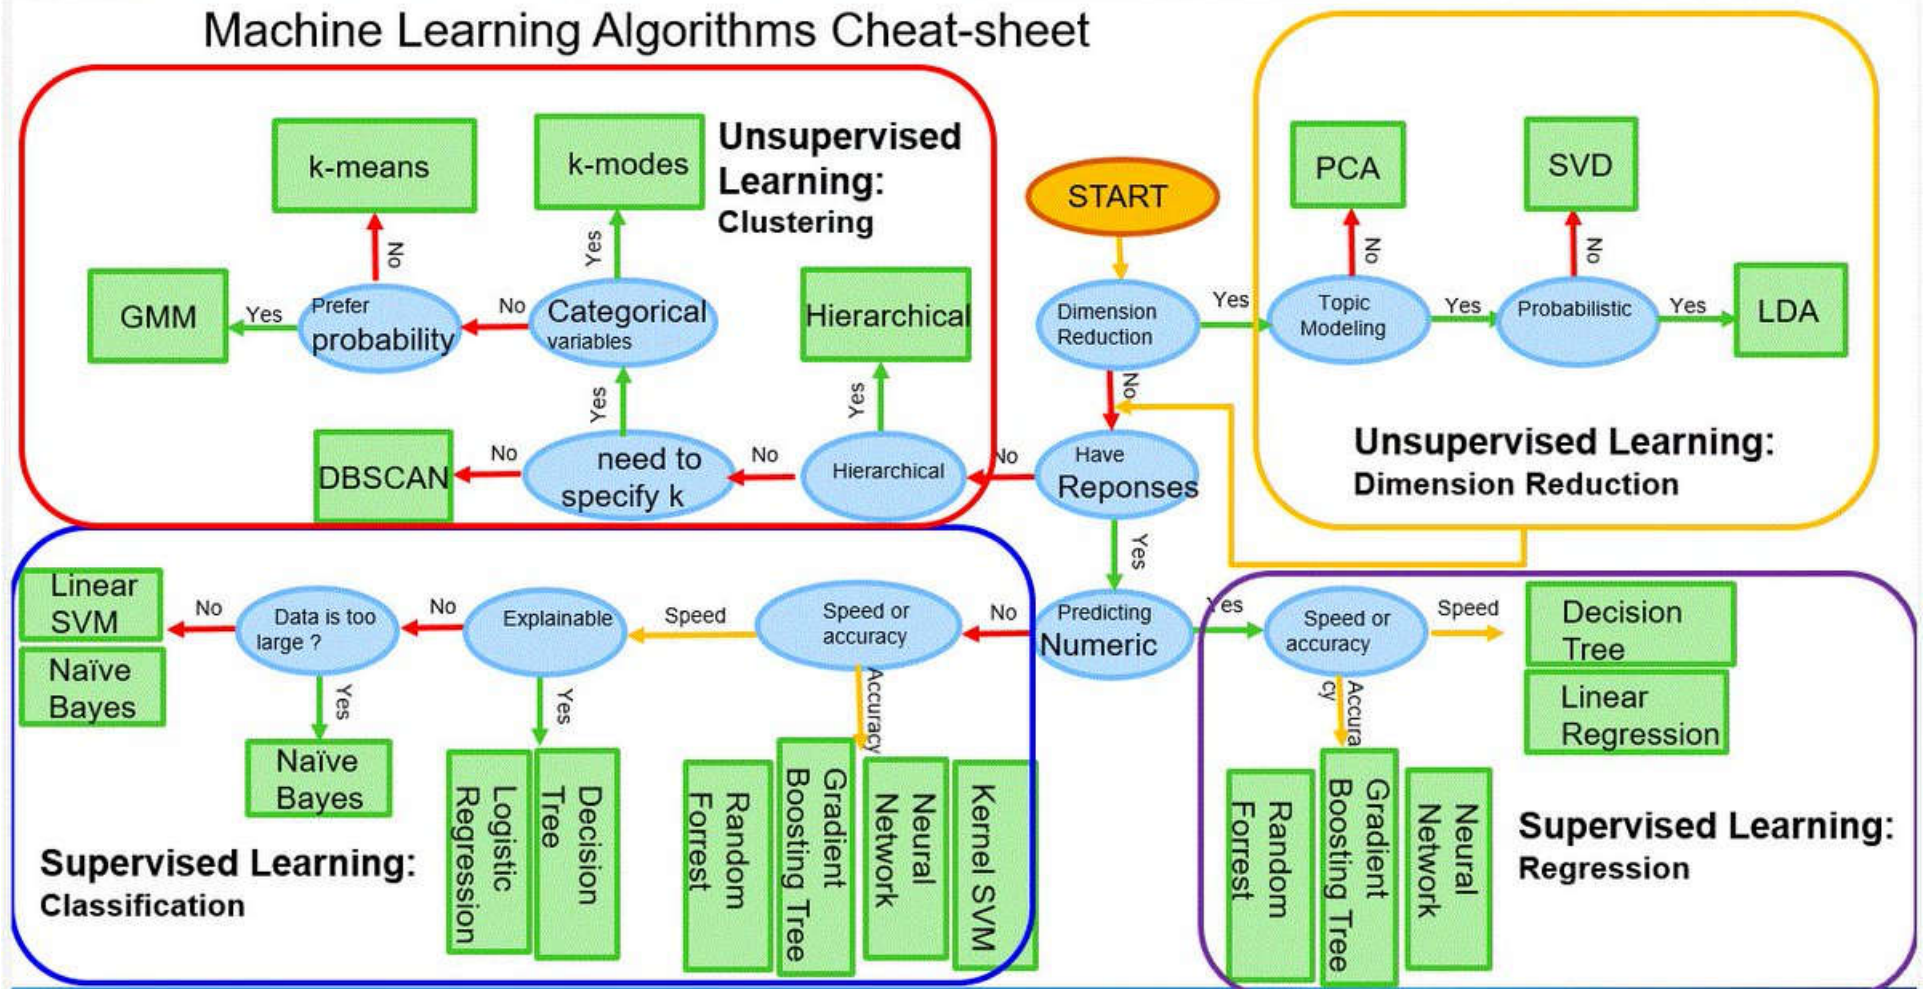 Machine Learning Algorithms Cheat-sheet
Unsupervised
Learning:
Clustering
k-means
k-modes
No
Yes
GMM
Yes
Prefer
probability
No
Categorical
variables
Hierarchical
Yes
Yes
DBSCAN
No
need to
specify k
No
Hierarchical
No
START
Dimension
Reduction
Yes
No
Have
Reponses
Yes
PCA
SVD
No
No
Topic
Modeling
Yes
Probabilistic
Yes
LDA
Unsupervised Learning:
Dimension Reduction
Linear
SVM
Naïve
Bayes
No
Data is too
large ?
No
Explainable
Speed
Speed or
accuracy
No
Predicting
Numeric
Yes
Yes
Yes
Accuracy
Naïve
Bayes
Logistic
Regression
Decision
Tree
Random
Forrest
Gradient
Boosting Tree
Neural
Network
Kernel SVM
Supervised Learning:
Classification
Speed or
accuracy
Speed
Decision
Tree
Linear
Regression
Accura
cy
Random
Forrest
Gradient
Boosting Tree
Neural
Network
Supervised Learning:
Regression